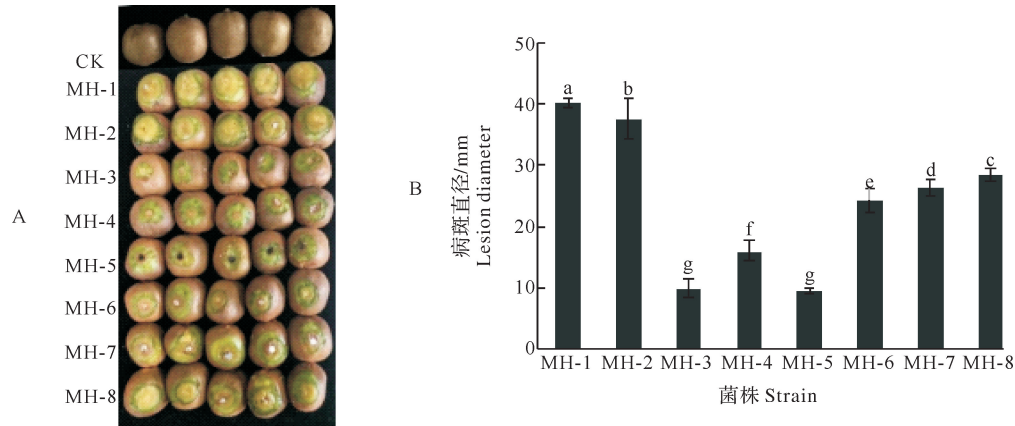 A
CK
MH-1
MH-2
MH-3
MH-4
MH-5
MH-6
MH-7
MH-8
B
病斑直径/mm
Lesion diameter
50
40
30
20
10
0
a
b
g
f
g
e
d
c
MH-1 MH-2 MH-3 MH-4 MH-5 MH-6 MH-7 MH-8
菌株 Strain